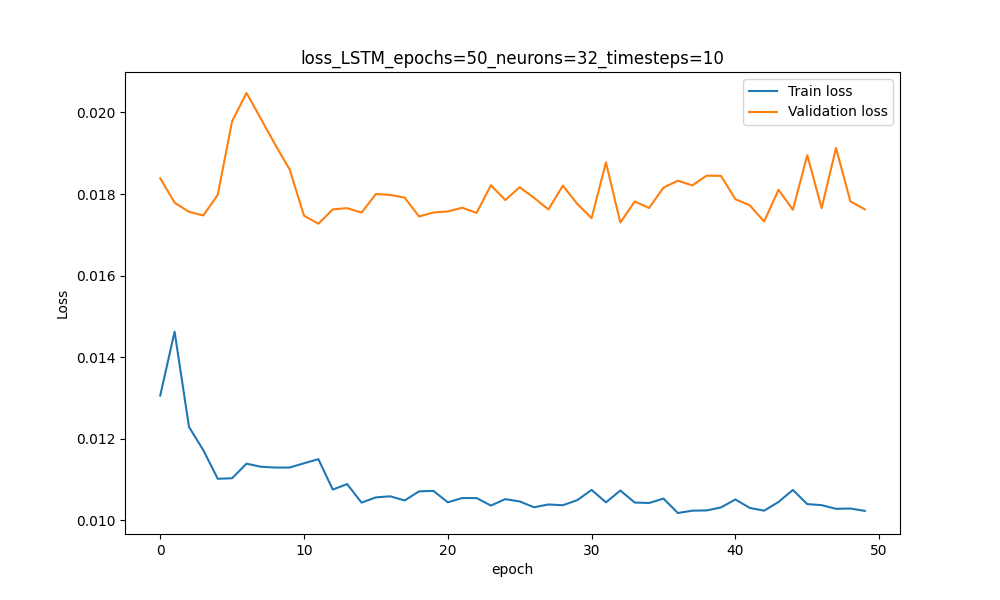 loss_LSTM_epochs=50_neurons=32_timesteps=10
Train loss
Validation loss
0.020
0.018
0.016
0.014
0.012
0.010
Loss
0 10 20 30 40 50
epoch